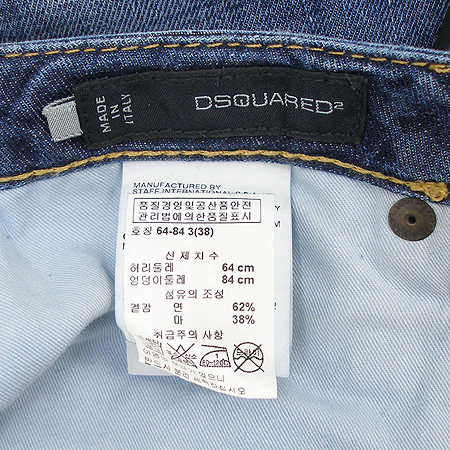 MADE
IN
ITALY
DSQUARED2
MANUFACTURED BY
STAFF INTERNATIONAL S.P.A.
품질경영및공산품안전
관리법에의한품질표시
호칭 64-84 3(38)
신 체 치 수
허리둘레 64 cm
엉덩이둘레 84 cm
섬유의 조성
겉감 면 62%
마 38%
취급주의 사항